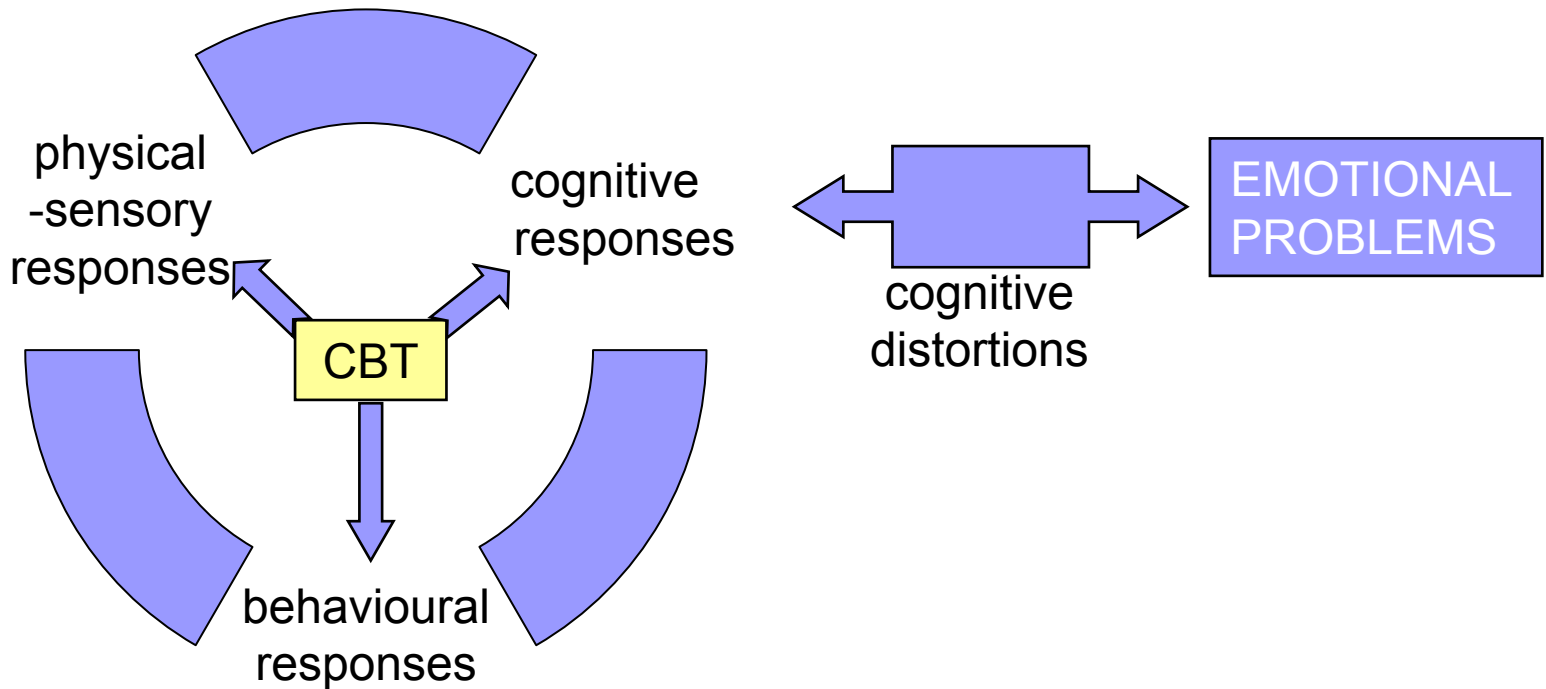 physical
-sensory
responses
cognitive
responses
CBT
behavioural
responses
cognitive
distortions
EMOTIONAL
PROBLEMS